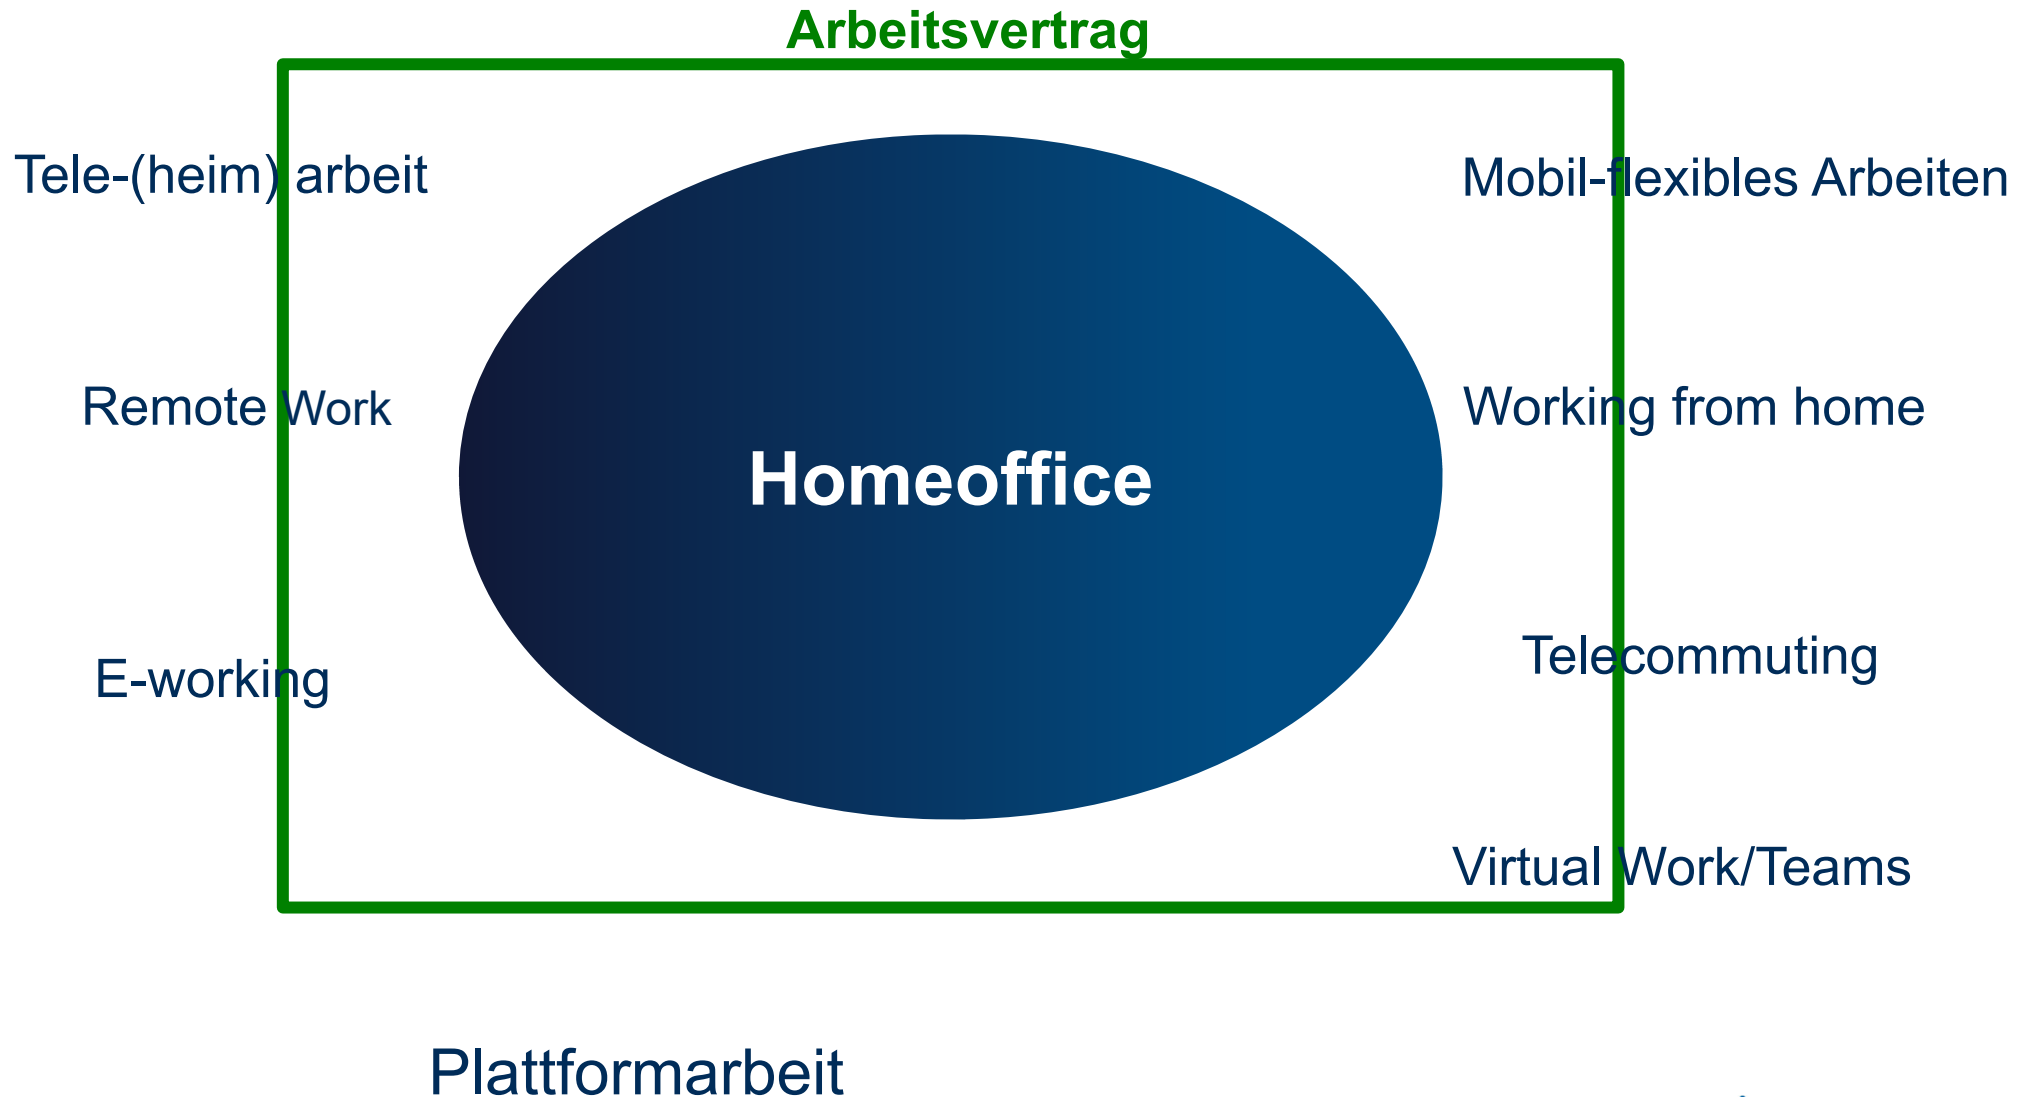 Arbeitsvertrag
Tele-(heim) arbeit
Mobil-flexibles Arbeiten
Remote Work
Working from home
Homeoffice
E-working
Telecommuting
Virtual Work/Teams
Plattformarbeit